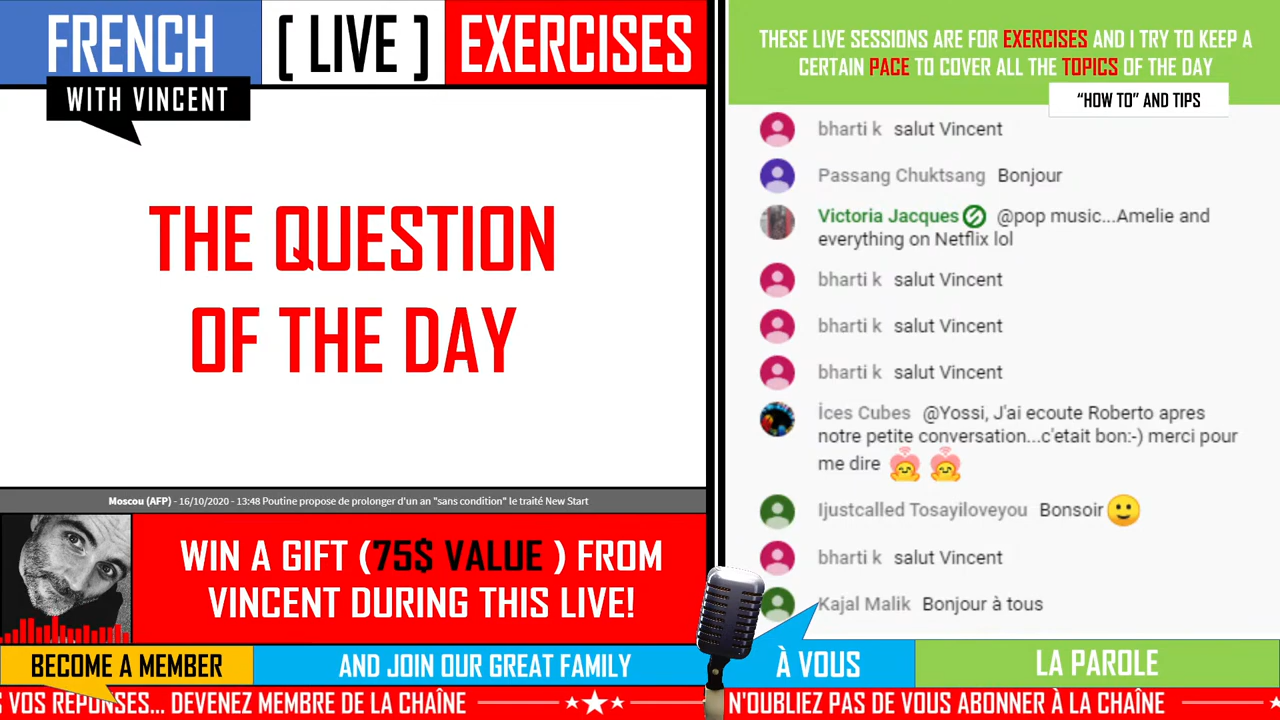 FRENCH [ LIVE ] EXERCISES
WITH VINCENT
THE QUESTION
OF THE DAY
Moscou (AFP) - 16/10/2020 - 13:48 Poutine propose de prolonger d'un an "sans condition" le traité New Start
WIN A GIFT (75$ VALUE ) FROM
VINCENT DURING THIS LIVE!
BECOME A MEMBER
AND JOIN OUR GREAT FAMILY
VOS RÉPONSES... DEVENEZ MEMBRE DE LA CHAÎNE
THESE LIVE SESSIONS ARE FOR EXERCISES AND I TRY TO KEEP A
CERTAIN PACE TO COVER ALL THE TOPICS OF THE DAY
“HOW TO” AND TIPS
bharti k salut Vincent
Passang Chuktsang Bonjour
Victoria Jacques @pop music...Amelie and
everything on Netflix lol
bharti k salut Vincent
bharti k salut Vincent
bharti k salut Vincent
İces Cubes @Yossi, J'ai ecoute Roberto apres
notre petite conversation...c'etait bon:-) merci pour
me dire
Ijustcalled Tosayiloveyou Bonsoir
bharti k salut Vincent
Kajal Malik Bonjour à tous
À VOUS
LA PAROLE
N'OUBLIEZ PAS DE VOUS ABONNER À LA CHAÎNE